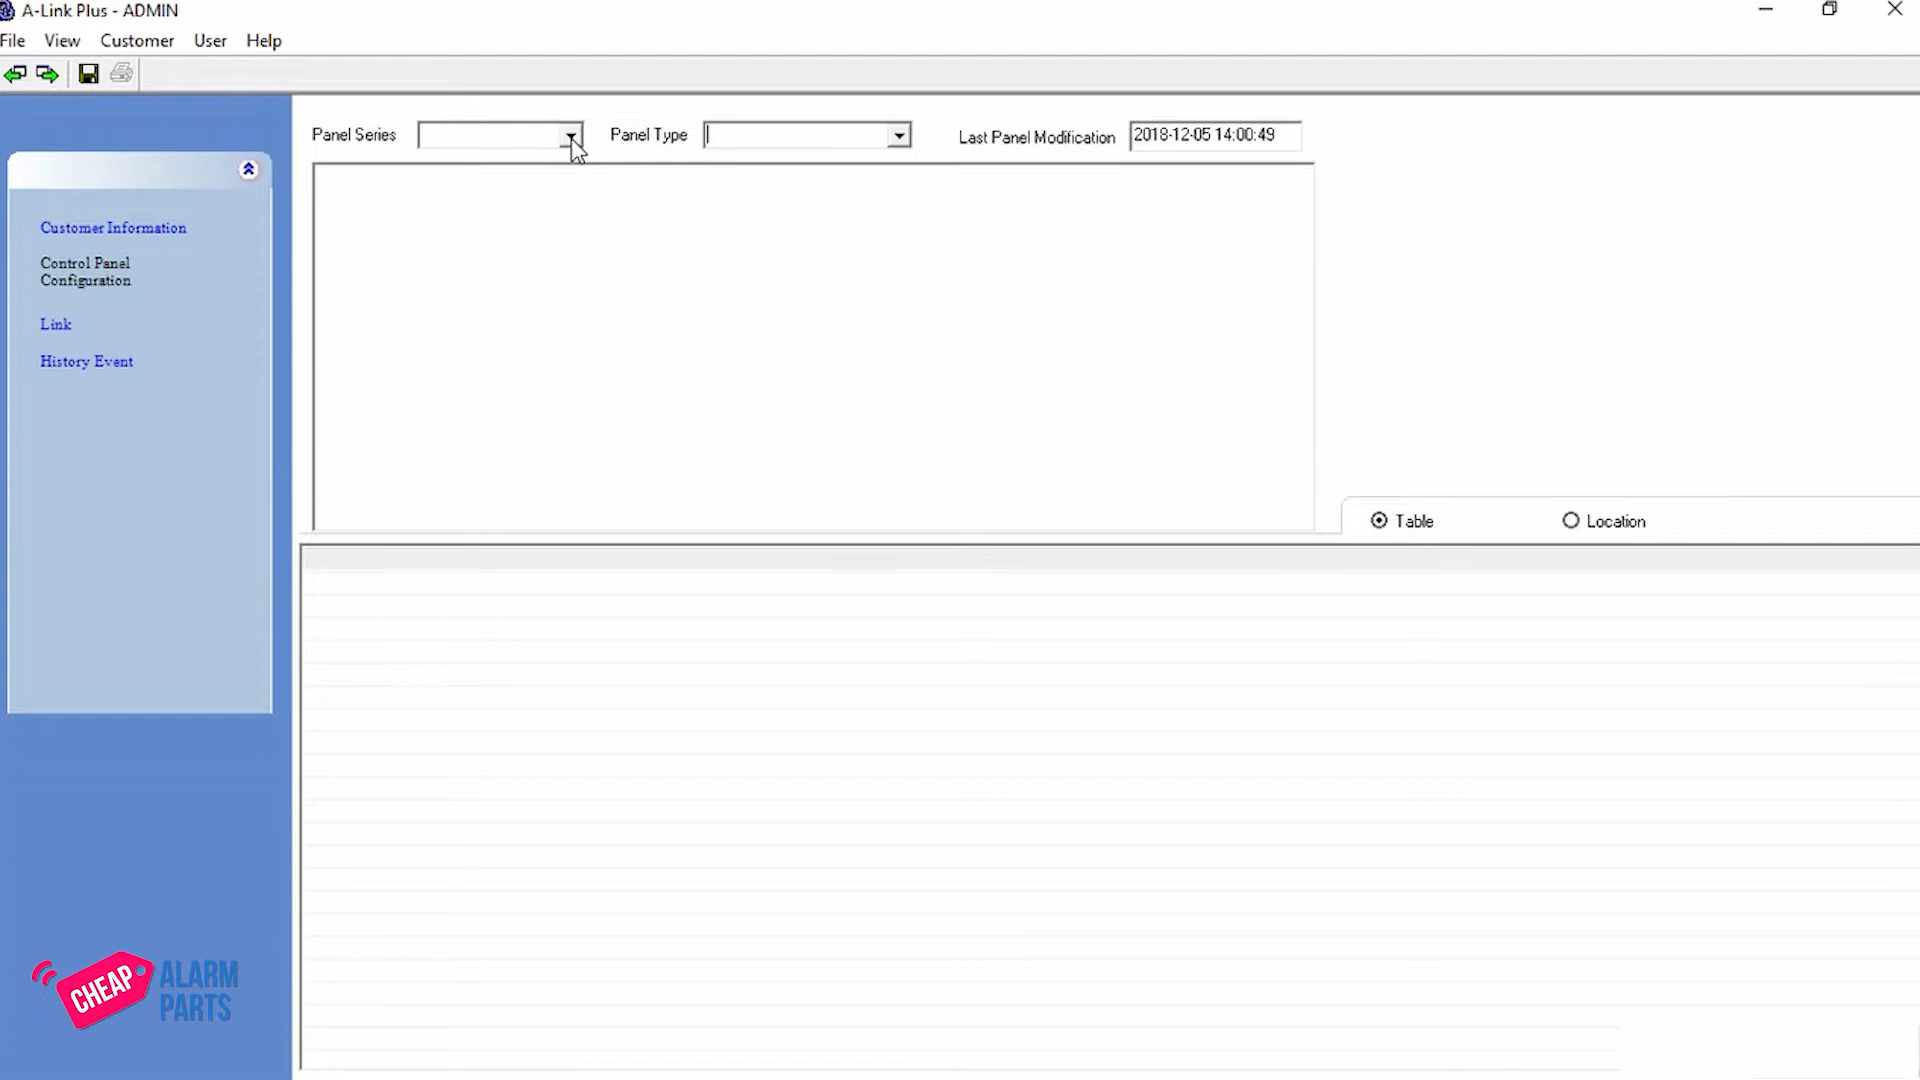 A-Link Plus - ADMIN
File View Customer User Help
Panel Series Panel Type Last Panel Modification 2018-12-05 14:00:49
Customer Information
Control Panel
Configuration
Link
History Event
Table Location
CHEAP ALARM
PARTS